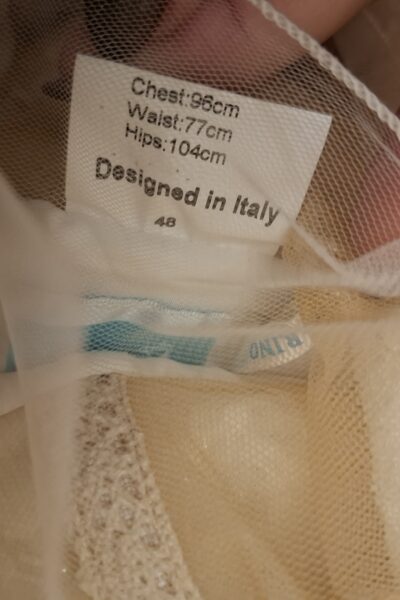 Chest:96cm
Waist:77cm
Hips:104cm
Designed in Italy
48